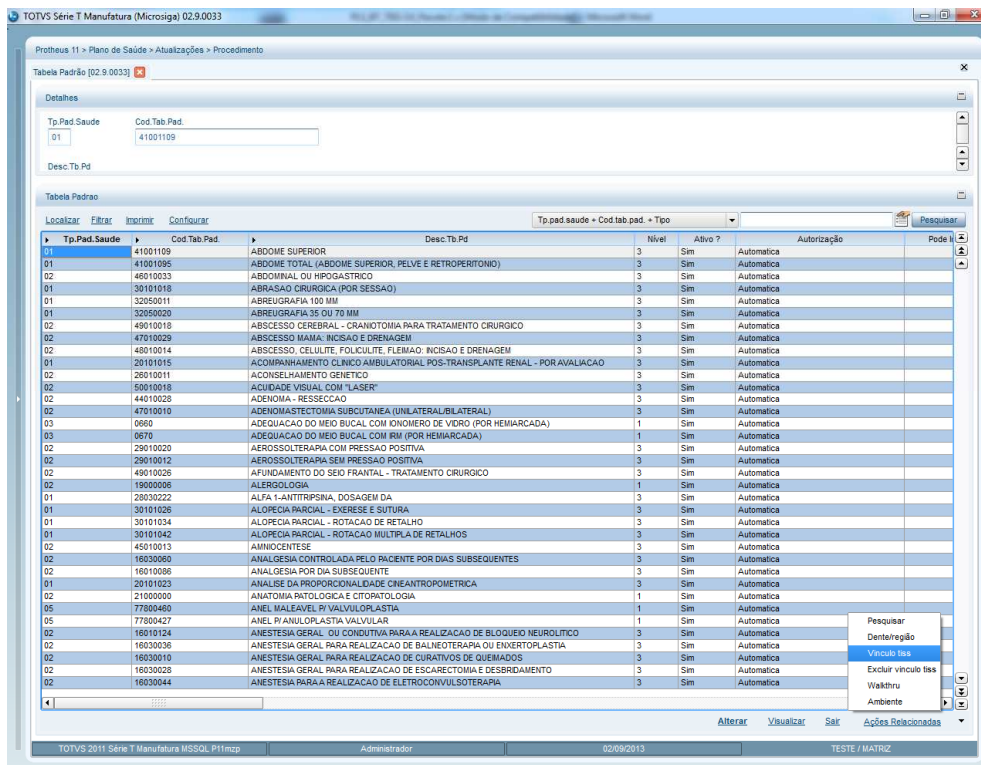 TOTVS Série T Manufatura (Microsiga) 02.9.0033
Protheus 11 > Plano de Saúde > Atualizações > Procedimento
Tabela Padrão [02.9.0033]
Detalhes
Tp.Pad.Saude Cod.Tab.Pad.
01 41001109
Desc.Tb.Pd
Tabela Padrao
Localizar Filtrar Imprimir Configurar Tp.pad.saude + Cod.tab.pad. + Tipo Pesquisar
Tp.Pad.Saude Cod.Tab.Pad. Desc.Tb.Pd Nível Ativo ? Autorização Pode
01 41001109 ABDOME SUPERIOR 3 Sim Automatica
01 41001095 ABDOME TOTAL (ABDOME SUPERIOR, PELVE E RETROPERITONIO) 3 Sim Automatica
02 46010033 ABDOMINAL OU HIPOGASTRICO 3 Sim Automatica
01 30101018 ABRASAO CIRURGICA (POR SESSAO) 3 Sim Automatica
01 32050011 ABREUGRAFIA 100 MM 3 Sim Automatica
01 32050020 ABREUGRAFIA 35 OU 70 MM 3 Sim Automatica
02 49010018 ABSCESSO CEREBRAL - CRANIOTOMIA PARA TRATAMENTO CIRURGICO 3 Sim Automatica
02 47010029 ABSCESSO MAMA: INCISAO E DRENAGEM 3 Sim Automatica
02 48010014 ABSCESSO, CELULITE, FOLICULITE, FLEIMAO: INCISAO E DRENAGEM 3 Sim Automatica
01 20101015 ACOMPANHAMENTO CLINICO AMBULATORIAL POS-TRANSPLANTE RENAL - POR AVALIACAO 3 Sim Automatica
02 26010011 ACONSELHAMENTO GENETICO 3 Sim Automatica
02 50010018 ACUIDADE VISUAL COM "LASER" 3 Sim Automatica
02 44010028 ADENOMA - RESSECCAO 3 Sim Automatica
02 47010010 ADENOMASTECTOMIA SUBCUTANEA (UNILATERAL/BILATERAL) 3 Sim Automatica
03 0660 ADEQUACAO DO MEIO BUCAL COM IONOMERO DE VIDRO (POR HEMIARCADA) 1 Sim Automatica
03 0670 ADEQUACAO DO MEIO BUCAL COM IRM (POR HEMIARCADA) 1 Sim Automatica
02 29010020 AEROSSOLTERAPIA COM PRESSAO POSITIVA 3 Sim Automatica
02 29010012 AEROSSOLTERAPIA SEM PRESSAO POSITIVA 3 Sim Automatica
02 49010026 AFUNDAMENTO DO SEIO FRANTAL - TRATAMENTO CIRURGICO 3 Sim Automatica
02 19000006 ALERGOLOGIA 1 Sim Automatica
01 28030222 ALFA 1-ANTITRIPSINA, DOSAGEM DA 3 Sim Automatica
01 30101026 ALOPECIA PARCIAL - EXERESE E SUTURA 3 Sim Automatica
01 30101034 ALOPECIA PARCIAL - ROTACAO DE RETALHO 3 Sim Automatica
01 30101042 ALOPECIA PARCIAL - ROTACAO MULTIPLA DE RETALHOS 3 Sim Automatica
02 45010013 AMNIOCENTESE 3 Sim Automatica
02 16030060 ANALGESIA CONTROLADA PELO PACIENTE POR DIAS SUBSEQUENTES 3 Sim Automatica
02 16010086 ANALGESIA POR DIA SUBSEQUENTE 3 Sim Automatica
01 20101023 ANALISE DA PROPORCIONALIDADE CINEANTROPOMETRICA 3 Sim Automatica
02 21000000 ANATOMIA PATOLOGICA E CITOPATOLOGIA 1 Sim Automatica
05 77800460 ANEL MALEAVEL P/ VALVULOPLASTIA 1 Sim Automatica
05 77800427 ANEL P/ ANULOPLASTIA VALVULAR 1 Sim Automatica
02 16010124 ANESTESIA GERAL OU CONDUTIVA PARA A REALIZACAO DE BLOQUEIO NEUROLITICO 3 Sim Automatica
02 16030036 ANESTESIA GERAL PARA REALIZACAO DE BALNEOTERAPIA OU ENXERTOPLASTIA 3 Sim Automatica
02 16030010 ANESTESIA GERAL PARA REALIZACAO DE CURATIVOS DE QUEIMADOS 3 Sim Automatica
02 16030028 ANESTESIA GERAL PARA REALIZACAO DE ESCARECTOMIA E DESBRIDAMENTO 3 Sim Automatica
02 16030044 ANESTESIA PARA A REALIZACAO DE ELETROCONVULSOTERAPIA 3 Sim Automatica
Pesquisar
Dente/região
Vinculo tiss
Excluir vinculo tiss
Walkthru
Ambiente
Alterar Visualizar Sair Ações Relacionadas
TOTVS 2011 Série T Manufatura MSSQL P11mzp Administrador 02/09/2013 TESTE / MATRIZ